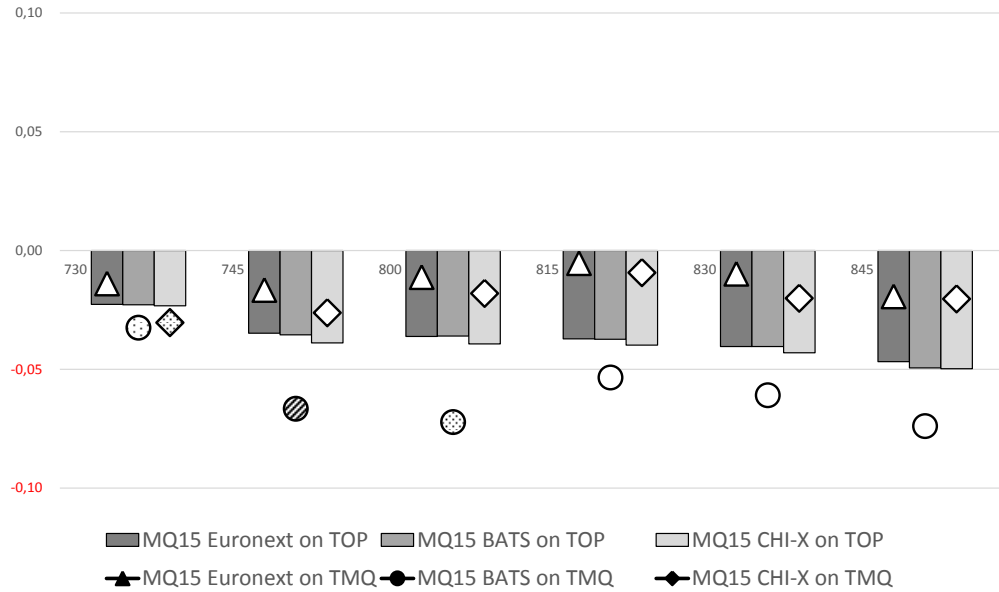 0,10
0,05
0,00
730 745 800 815 830 845
-0,05
-0,10
MQ15 Euronext on TOP MQ15 BATS on TOP MQ15 CHI-X on TOP
MQ15 Euronext on TMQ MQ15 BATS on TMQ MQ15 CHI-X on TMQ